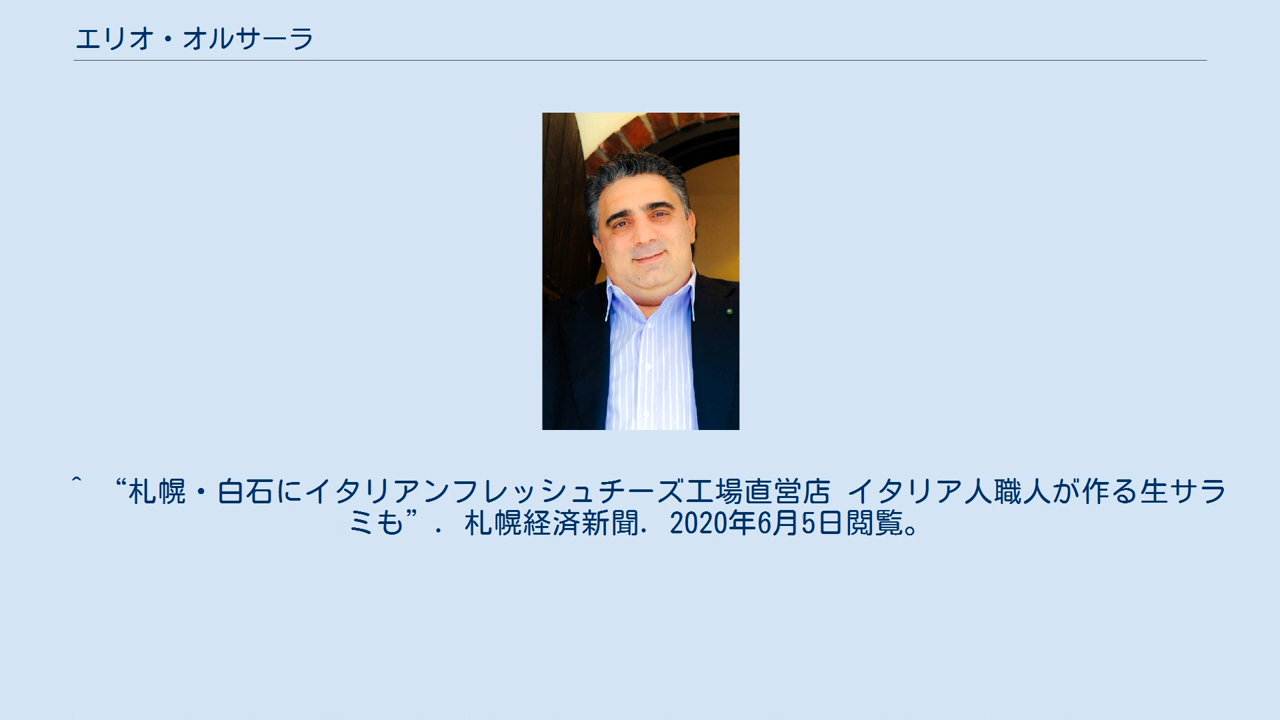 エリオ・オルサーラ
^ “札幌・白石にイタリアンフレッシュチーズ工場直営店 イタリア人職人が作る生サラ
ミも”. 札幌経済新聞. 2020年6月5日閲覧。